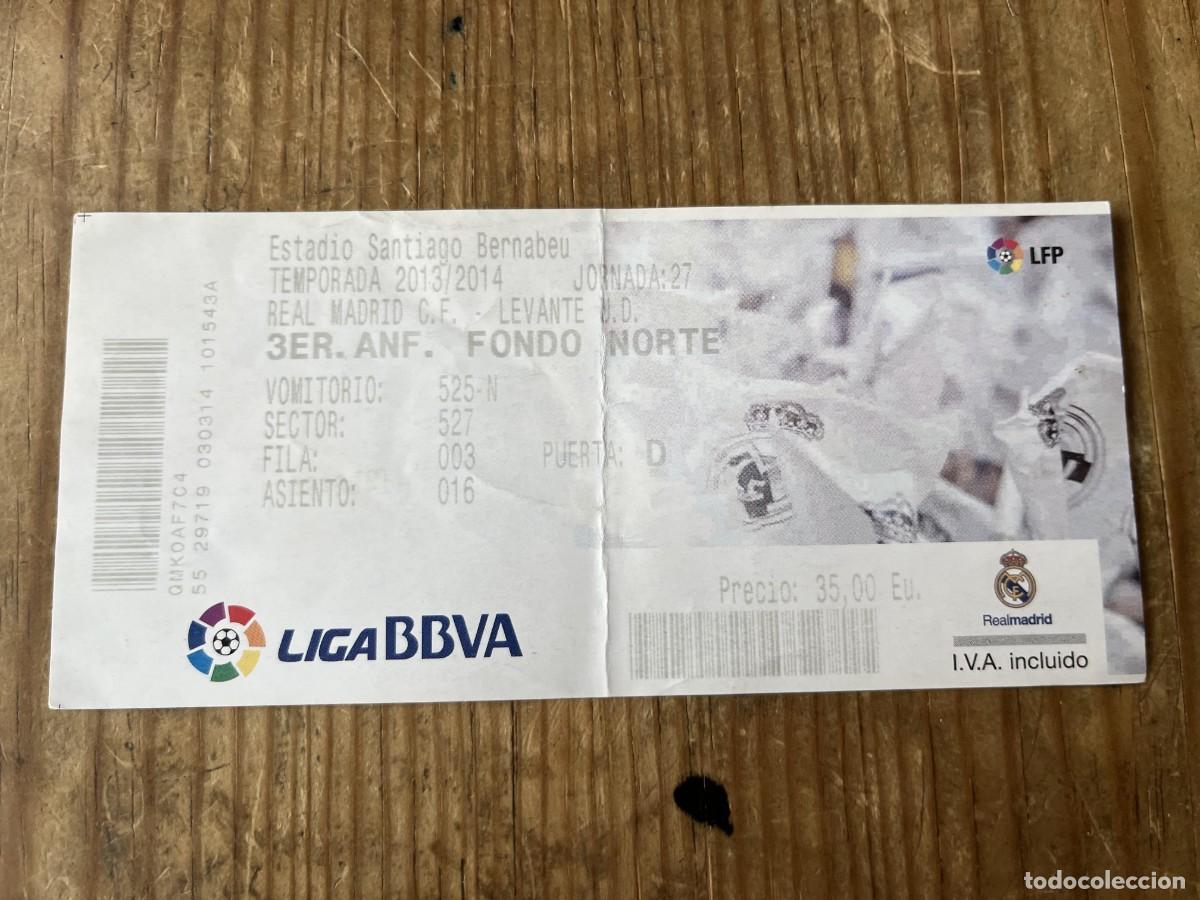 Estadio Santiago Bernabeu
TEMPORADA 2013/2014 JORNADA:27
REAL MADRID C.F. - LEVANTE U.D.
3ER. ANF. FONDO NORTE
VOMITORIO: 525-N
SECTOR: 527
FILA: 003 PUERTA: D
ASIENTO: 016
QMKOAF7C4
55 29719 030314 101543A
LFP
LIGA BBVA
Precio: 35,00 Eu.
Realmadrid
I.V.A. incluido
todocoleccion